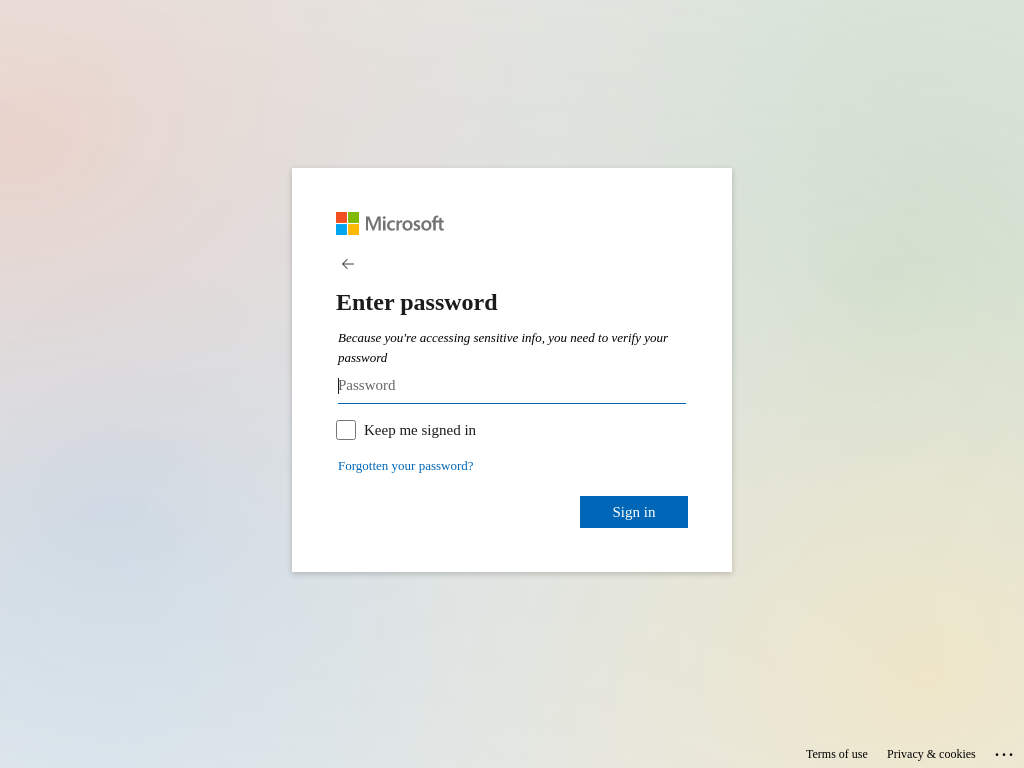 Microsoft
Enter password
Because you're accessing sensitive info, you need to verify your
password
Password
Keep me signed in
Forgotten your password?
Sign in
Terms of use Privacy & cookies ...